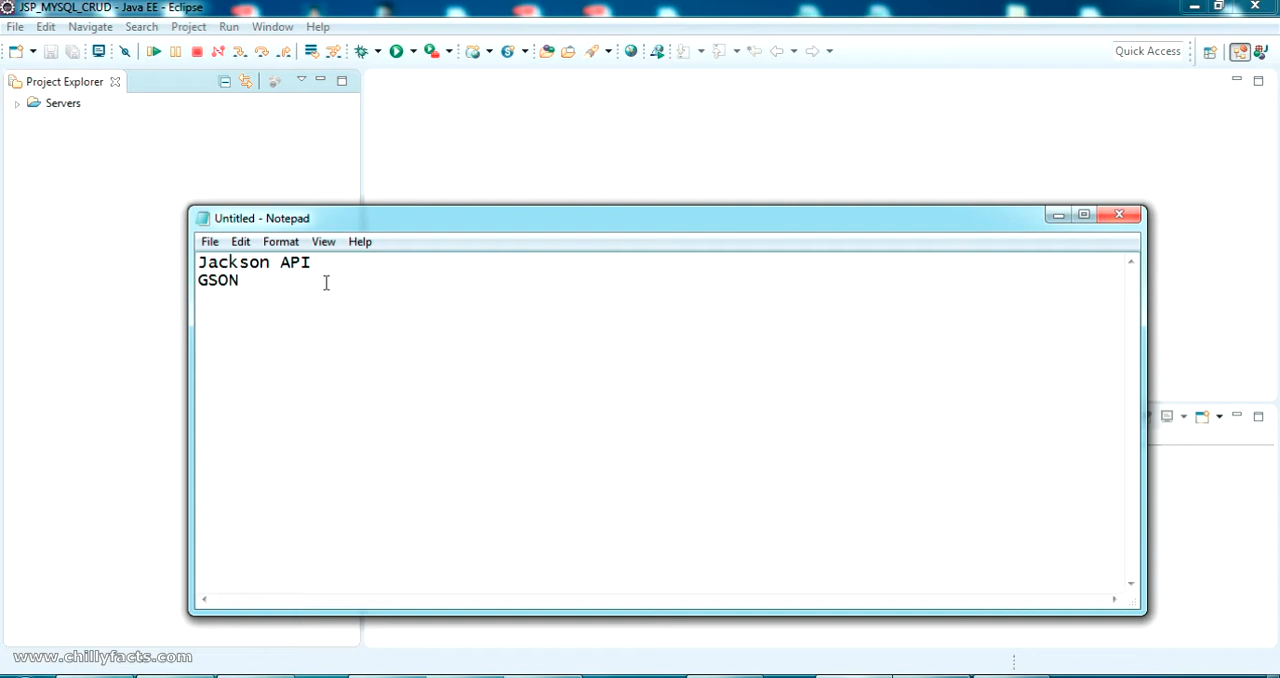 JSP_MYSQL_CRUD - Java EE - Eclipse
File Edit Navigate Search Project Run Window Help
Quick Access
Project Explorer
Servers
Untitled - Notepad
File Edit Format View Help
Jackson API
GSON
www.chillyfacts.com